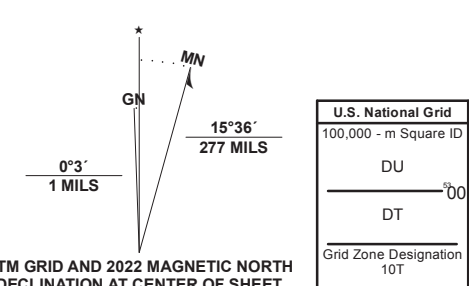 ★
MN
GN
15°36´
277 MILS
0°3´
1 MILS
TM GRID AND 2022 MAGNETIC NORTH
DECLINATION AT CENTER OF SHEET
U.S. National Grid
100,000 - m Square ID
DU
5300
DT
Grid Zone Designation
10T